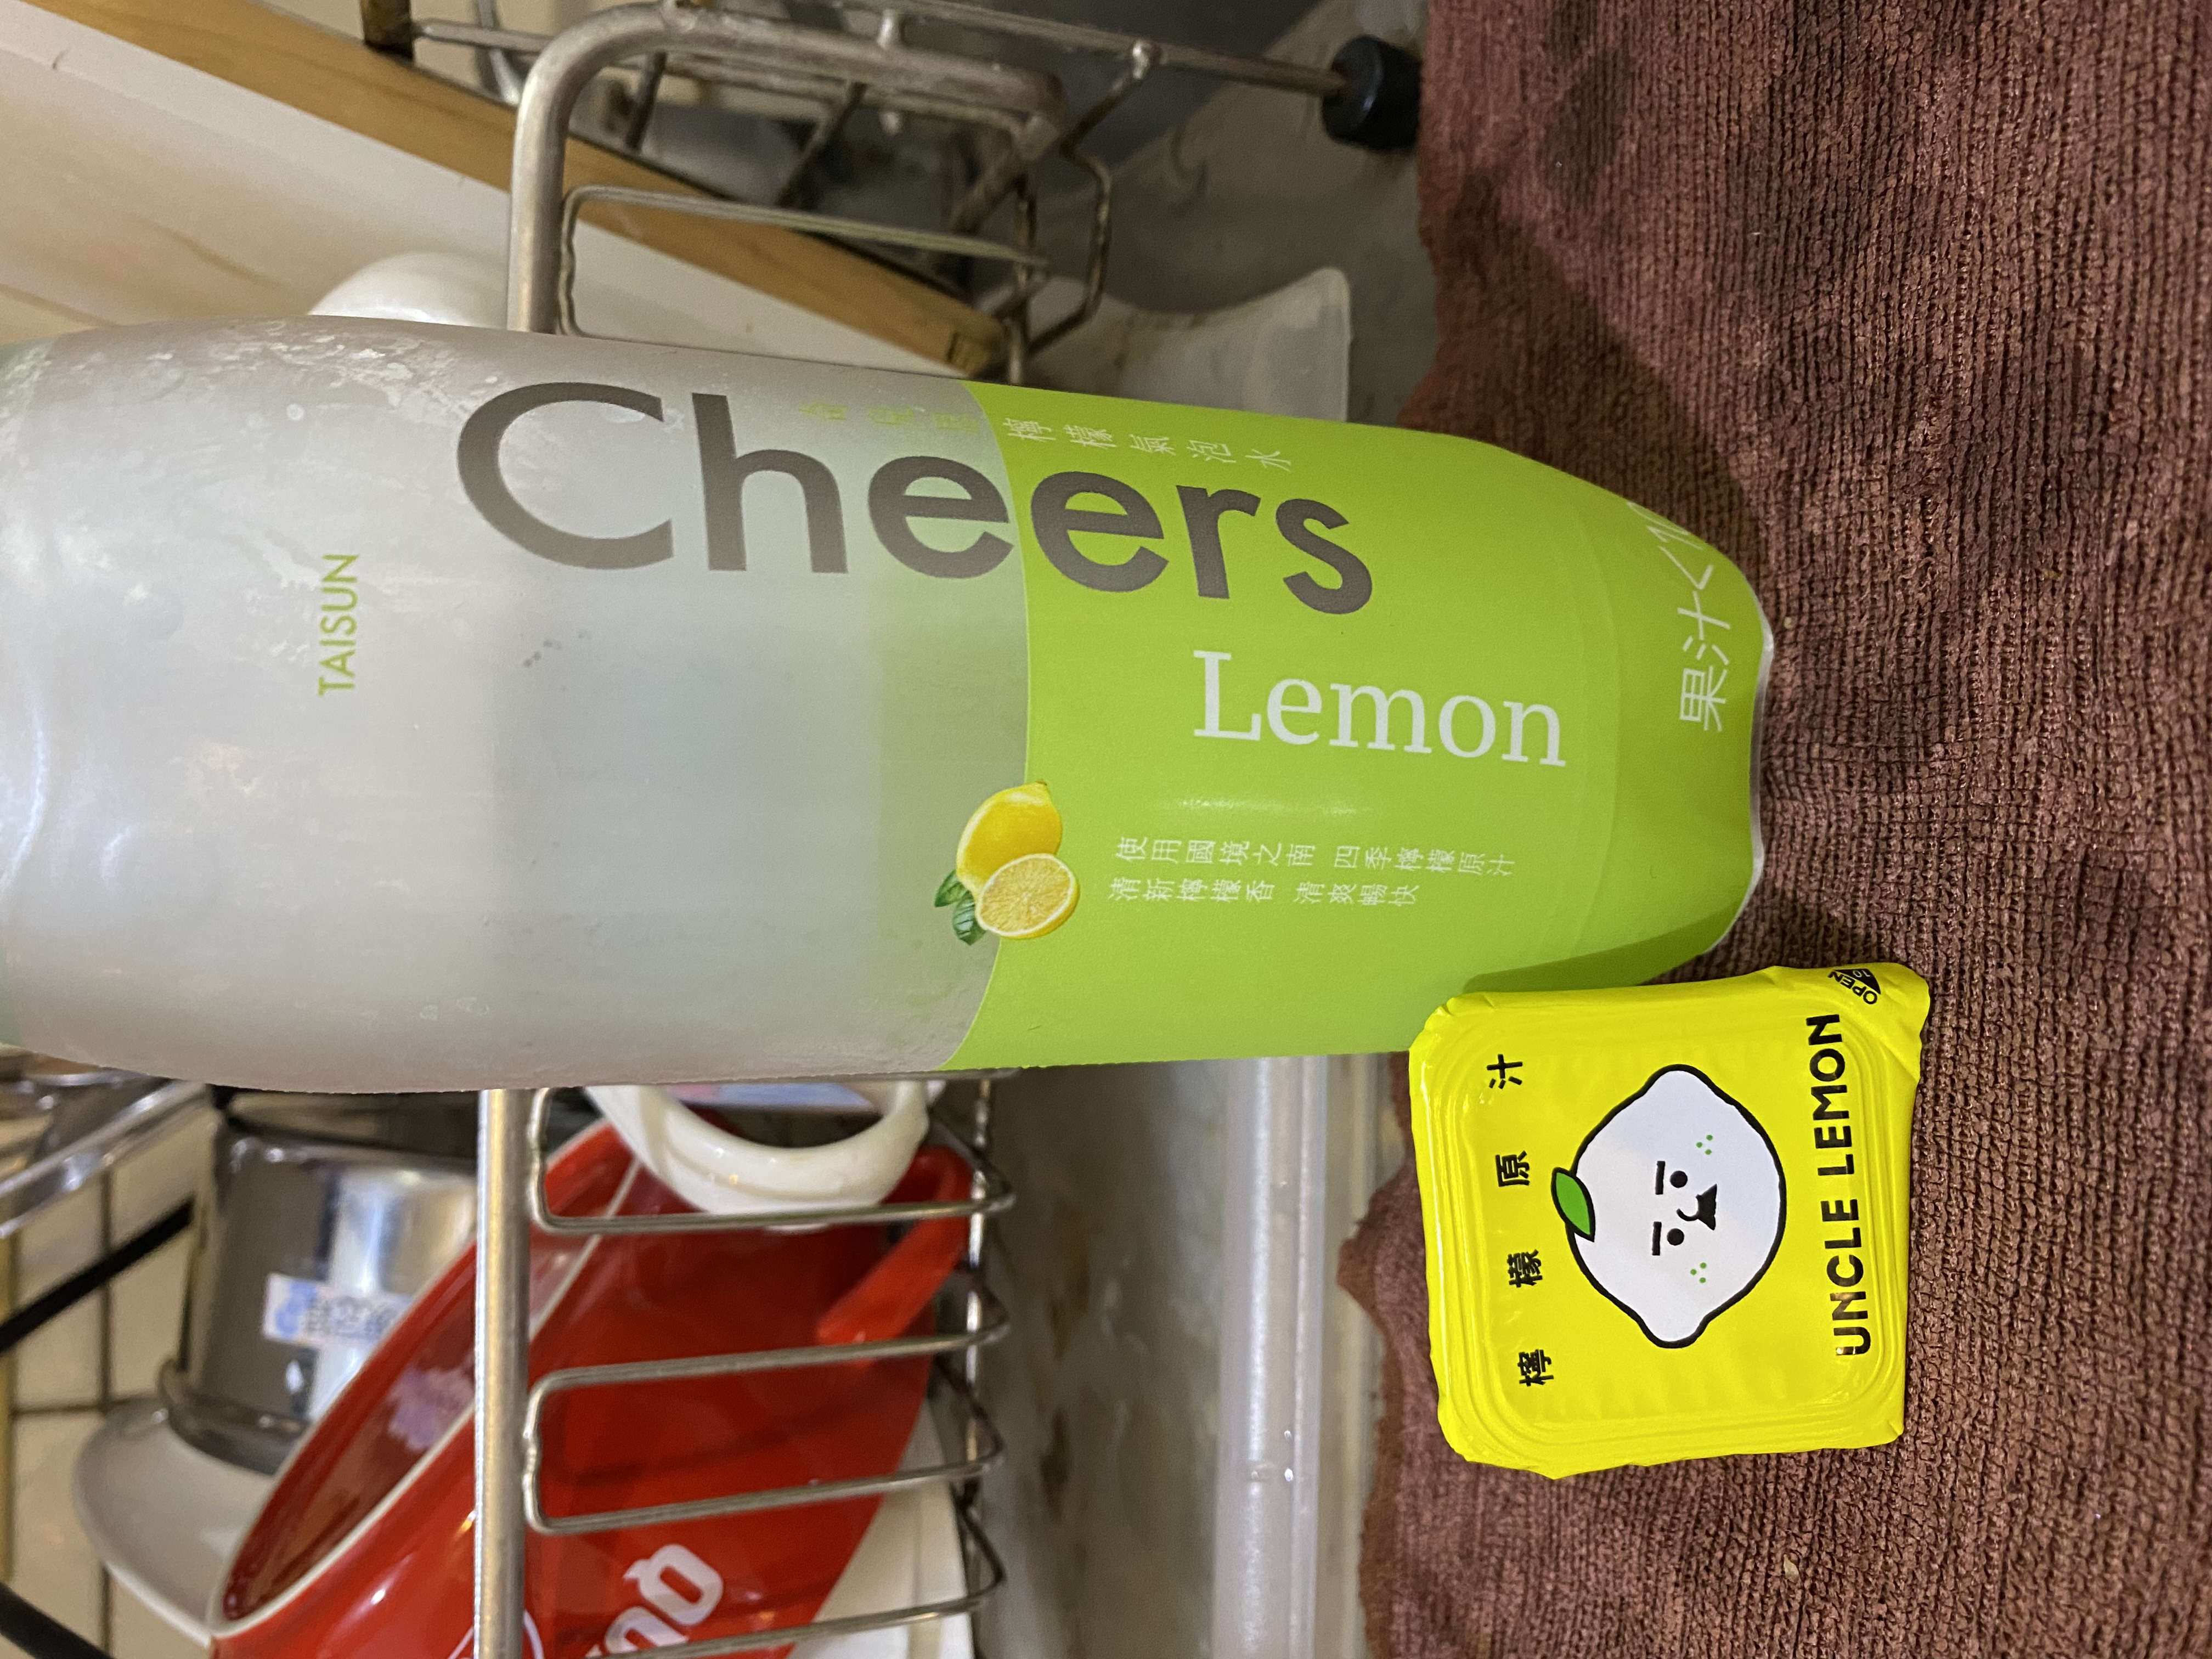 TAISUN
Cheers
檸檬氣泡水
Lemon
使用國境之南 四季檸檬原汁
清新檸檬香 清爽暢快
果汁<10
檸檬原汁
UNCLE LEMON
OPEN